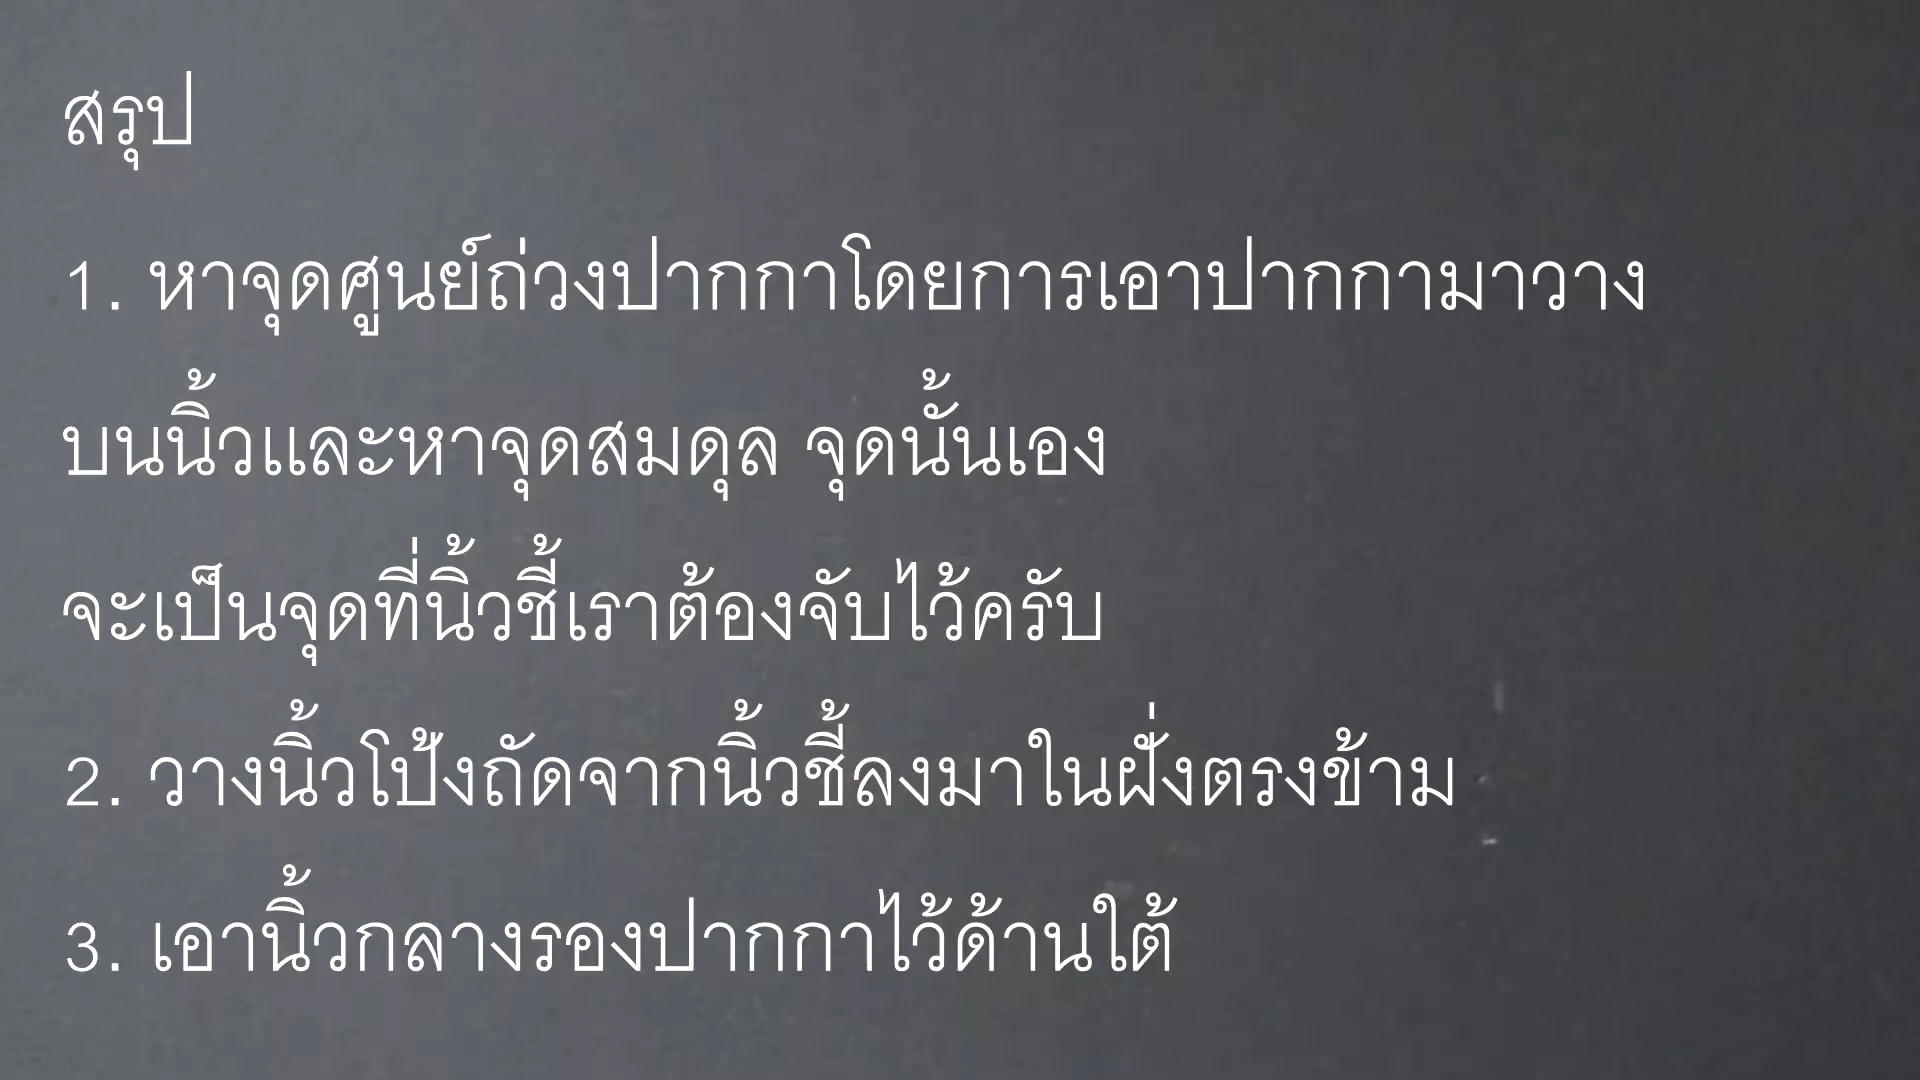 สรุป
1. หาจุดศูนย์ถ่วงปากกาโดยการเอาปากกามาวาง
บนนิ้วและหาจุดสมดุล จุดนั้นเอง
จะเป็นจุดที่นิ้วชี้เราต้องจับไว้ครับ
2. วางนิ้วโป้งถัดจากนิ้วชี้ลงมาในฝั่งตรงข้าม
3. เอานิ้วกลางรองปากกาไว้ด้านใต้